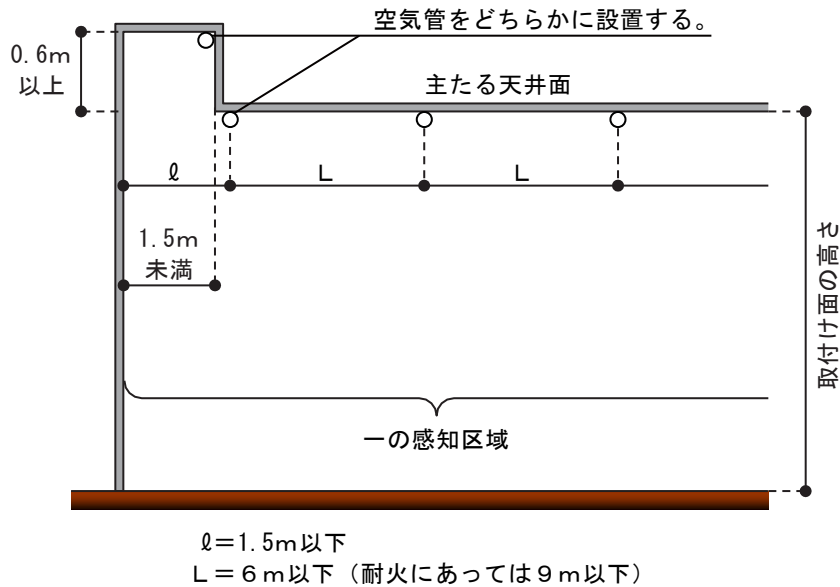 空気管をどちらかに設置する。
0.6m
以上
主たる天井面
ℓ
L
L
1.5m
未満
取付け面の高さ
一の感知区域
ℓ=1.5m以下
L=6m以下（耐火にあっては9m以下）